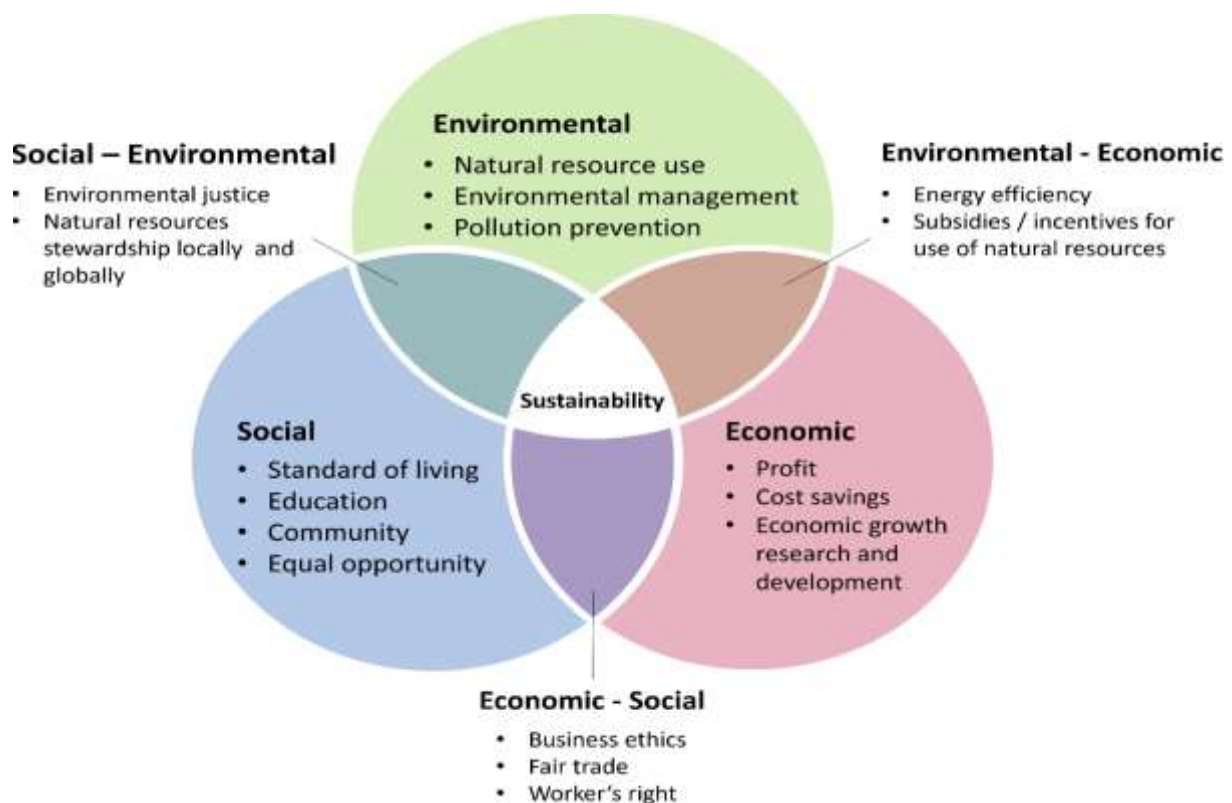 Environmental
• Natural resource use
• Environmental management
• Pollution prevention
Social – Environmental
• Environmental justice
• Natural resources
stewardship locally and
globally
Environmental - Economic
• Energy efficiency
• Subsidies / incentives for
use of natural resources
Sustainability
Social
• Standard of living
• Education
• Community
• Equal opportunity
Economic
• Profit
• Cost savings
• Economic growth
research and
development
Economic - Social
• Business ethics
• Fair trade
• Worker's right